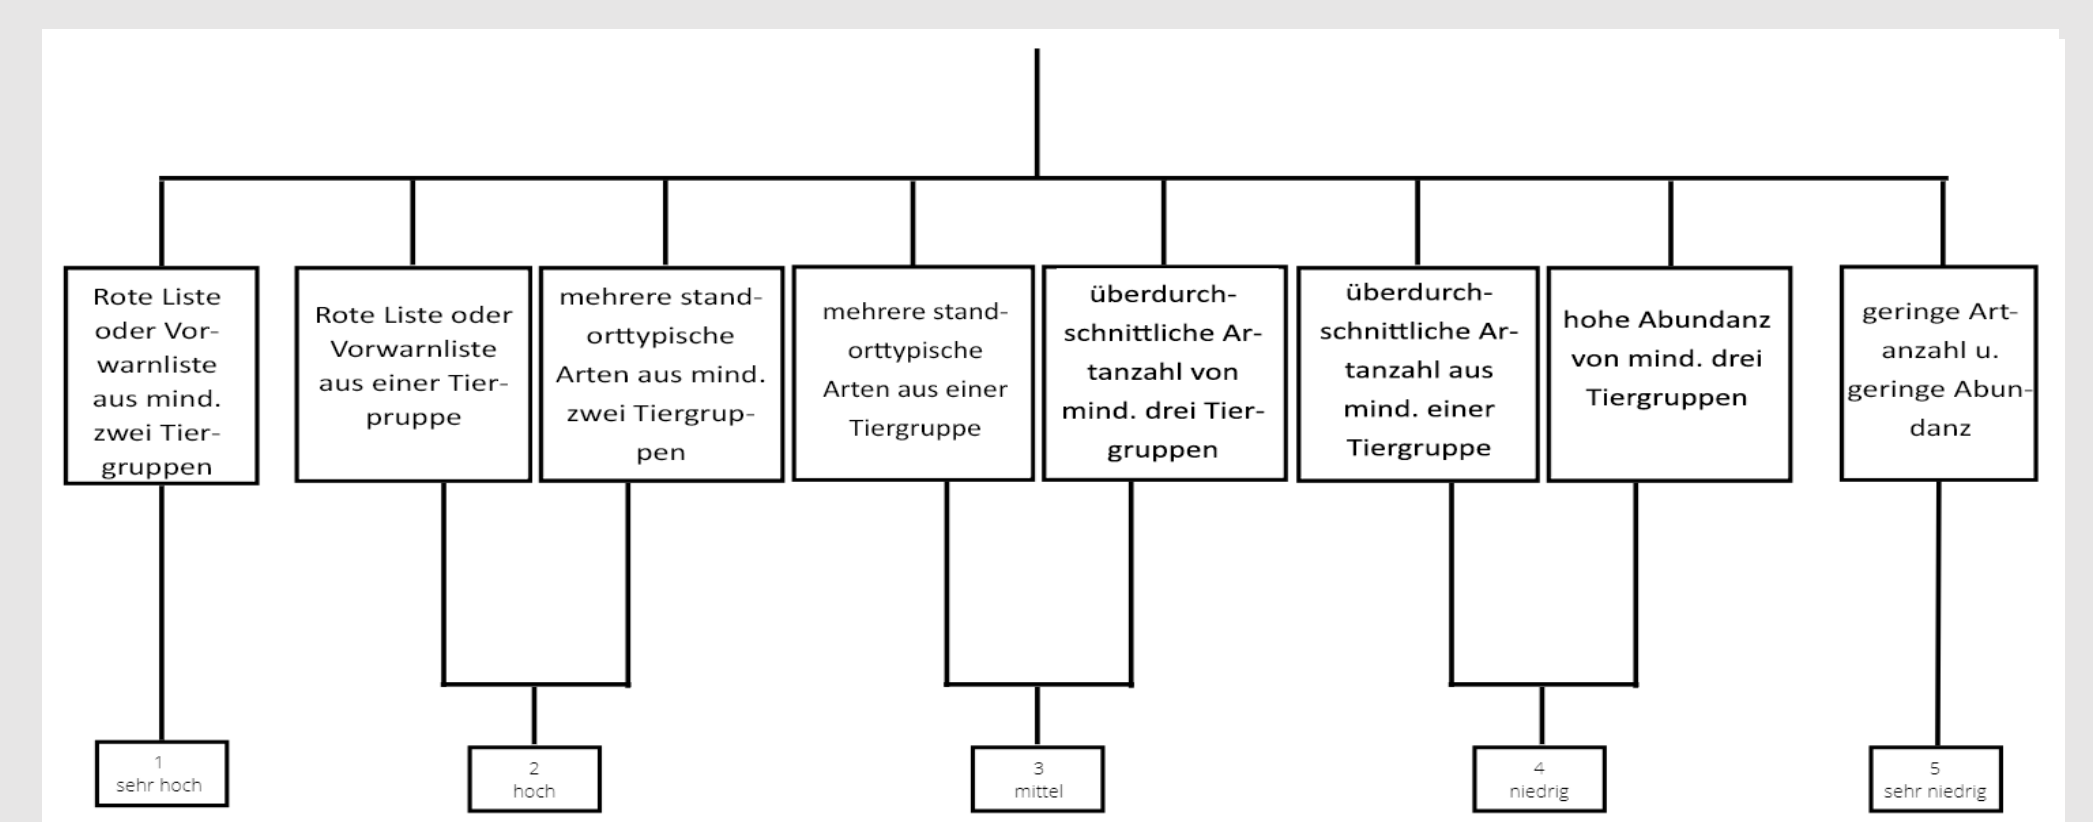 Rote Liste
oder Vor-
warnliste
aus mind.
zwei Tier-
gruppen
Rote Liste oder
Vorwarnliste
aus einer Tier-
pruppe
mehrere stand-
orttypische
Arten aus mind.
zwei Tiergrup-
pen
mehrere stand-
orttypische
Arten aus einer
Tiergruppe
überdurch-
schnittliche Ar-
tanzahl von
mind. drei Tier-
gruppen
überdurch-
schnittliche Ar-
tanzahl aus
mind. einer
Tiergruppe
hohe Abundanz
von mind. drei
Tiergruppen
geringe Art-
anzahl u.
geringe Abun-
danz
1
sehr hoch
2
hoch
3
mittel
4
niedrig
5
sehr niedrig